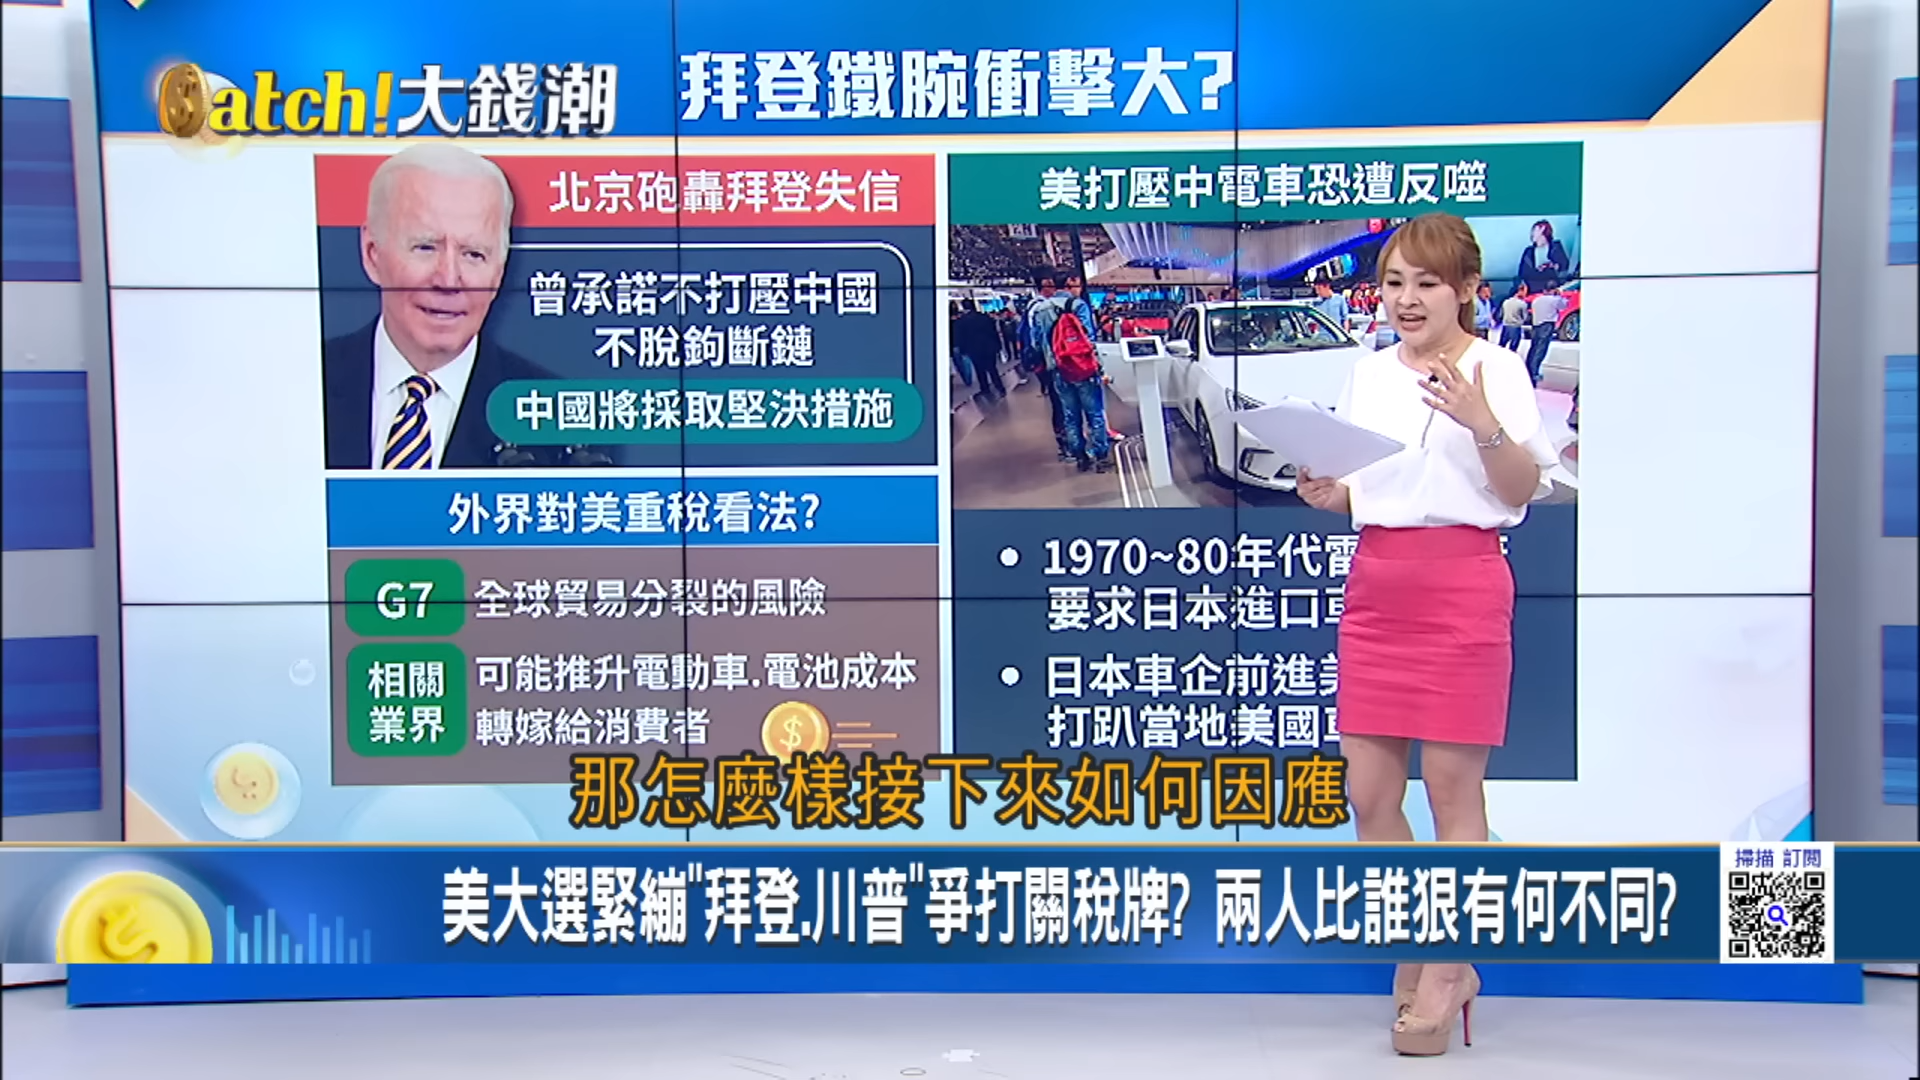 Catch!大錢潮
拜登鐵腕衝擊大?
北京砲轟拜登失信
曾承諾不打壓中國
不脫鉤斷鏈
中國將採取堅決措施
外界對美重稅看法?
G7
全球貿易分裂的風險
相關
業界
可能推升電動車.電池成本
轉嫁給消費者
美打壓中電車恐遭反噬
• 1970~80年代雷
要求日本進口車
• 日本車企前進美
打趴當地美國車
那怎麼樣接下來如何因應
美大選緊繃"拜登.川普"爭打關稅牌? 兩人比誰狠有何不同?
掃描 訂閱